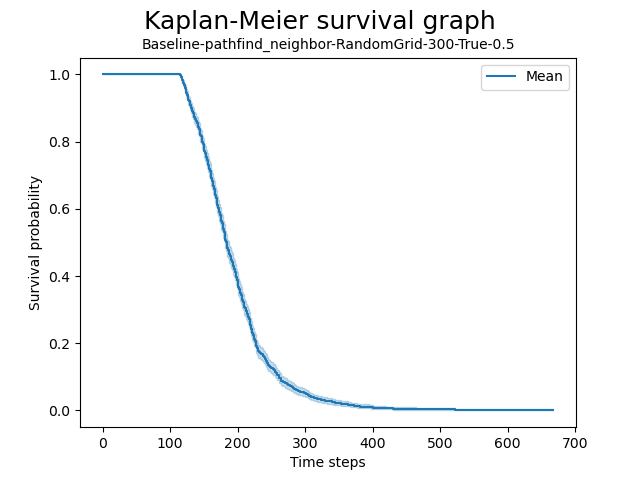 Kaplan-Meier survival graph
Baseline-pathfind_neighbor-RandomGrid-300-True-0.5
Mean
Survival probability
1.0
0.8
0.6
0.4
0.2
0.0
0 100 200 300 400 500 600 700
Time steps